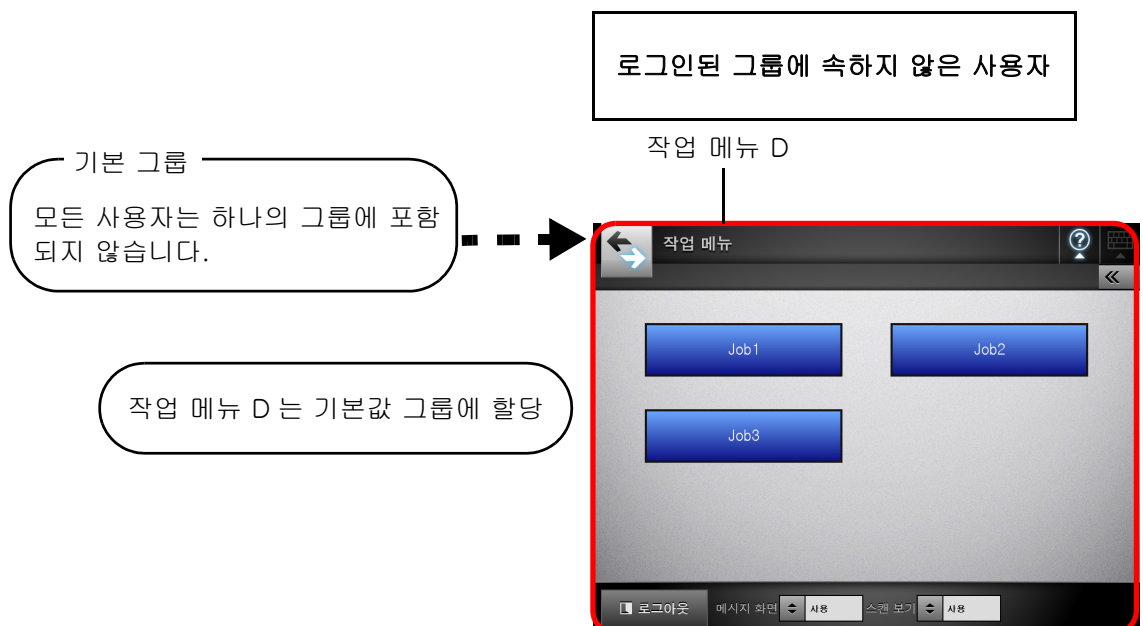 로그인된 그룹에 속하지 않은 사용자
작업 메뉴 D
기본 그룹
모든 사용자는 하나의 그룹에 포함
되지 않습니다.
작업 메뉴
?
Job1
Job2
작업 메뉴 D 는 기본값 그룹에 할당
Job3
로그아웃
메시지 화면
사용
스캔 보기
사용